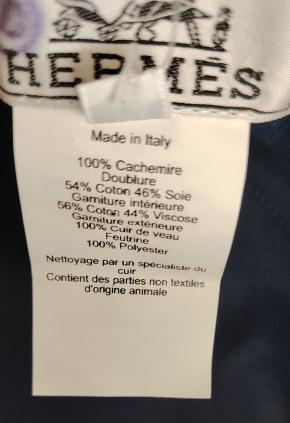 HERMÈS
Made in Italy
100% Cachemire
Doublure
54% Coton 46% Soie
Garniture intérieure
56% Coton 44% Viscose
Garniture extérieure
100% Cuir de veau
Feutrine
100% Polyester
Nettoyage par un spécialiste du
cuir
Contient des parties non textiles
d'origine animale